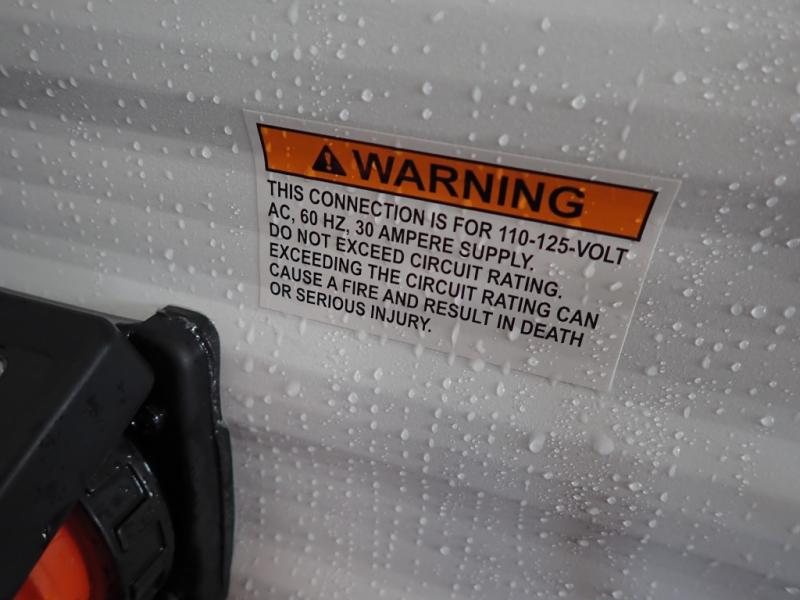 WARNING
THIS CONNECTION IS FOR 110-125-VOLT
AC, 60 HZ, 30 AMPERE SUPPLY.
DO NOT EXCEED CIRCUIT RATING.
EXCEEDING THE CIRCUIT RATING CAN
CAUSE A FIRE AND RESULT IN DEATH
OR SERIOUS INJURY.